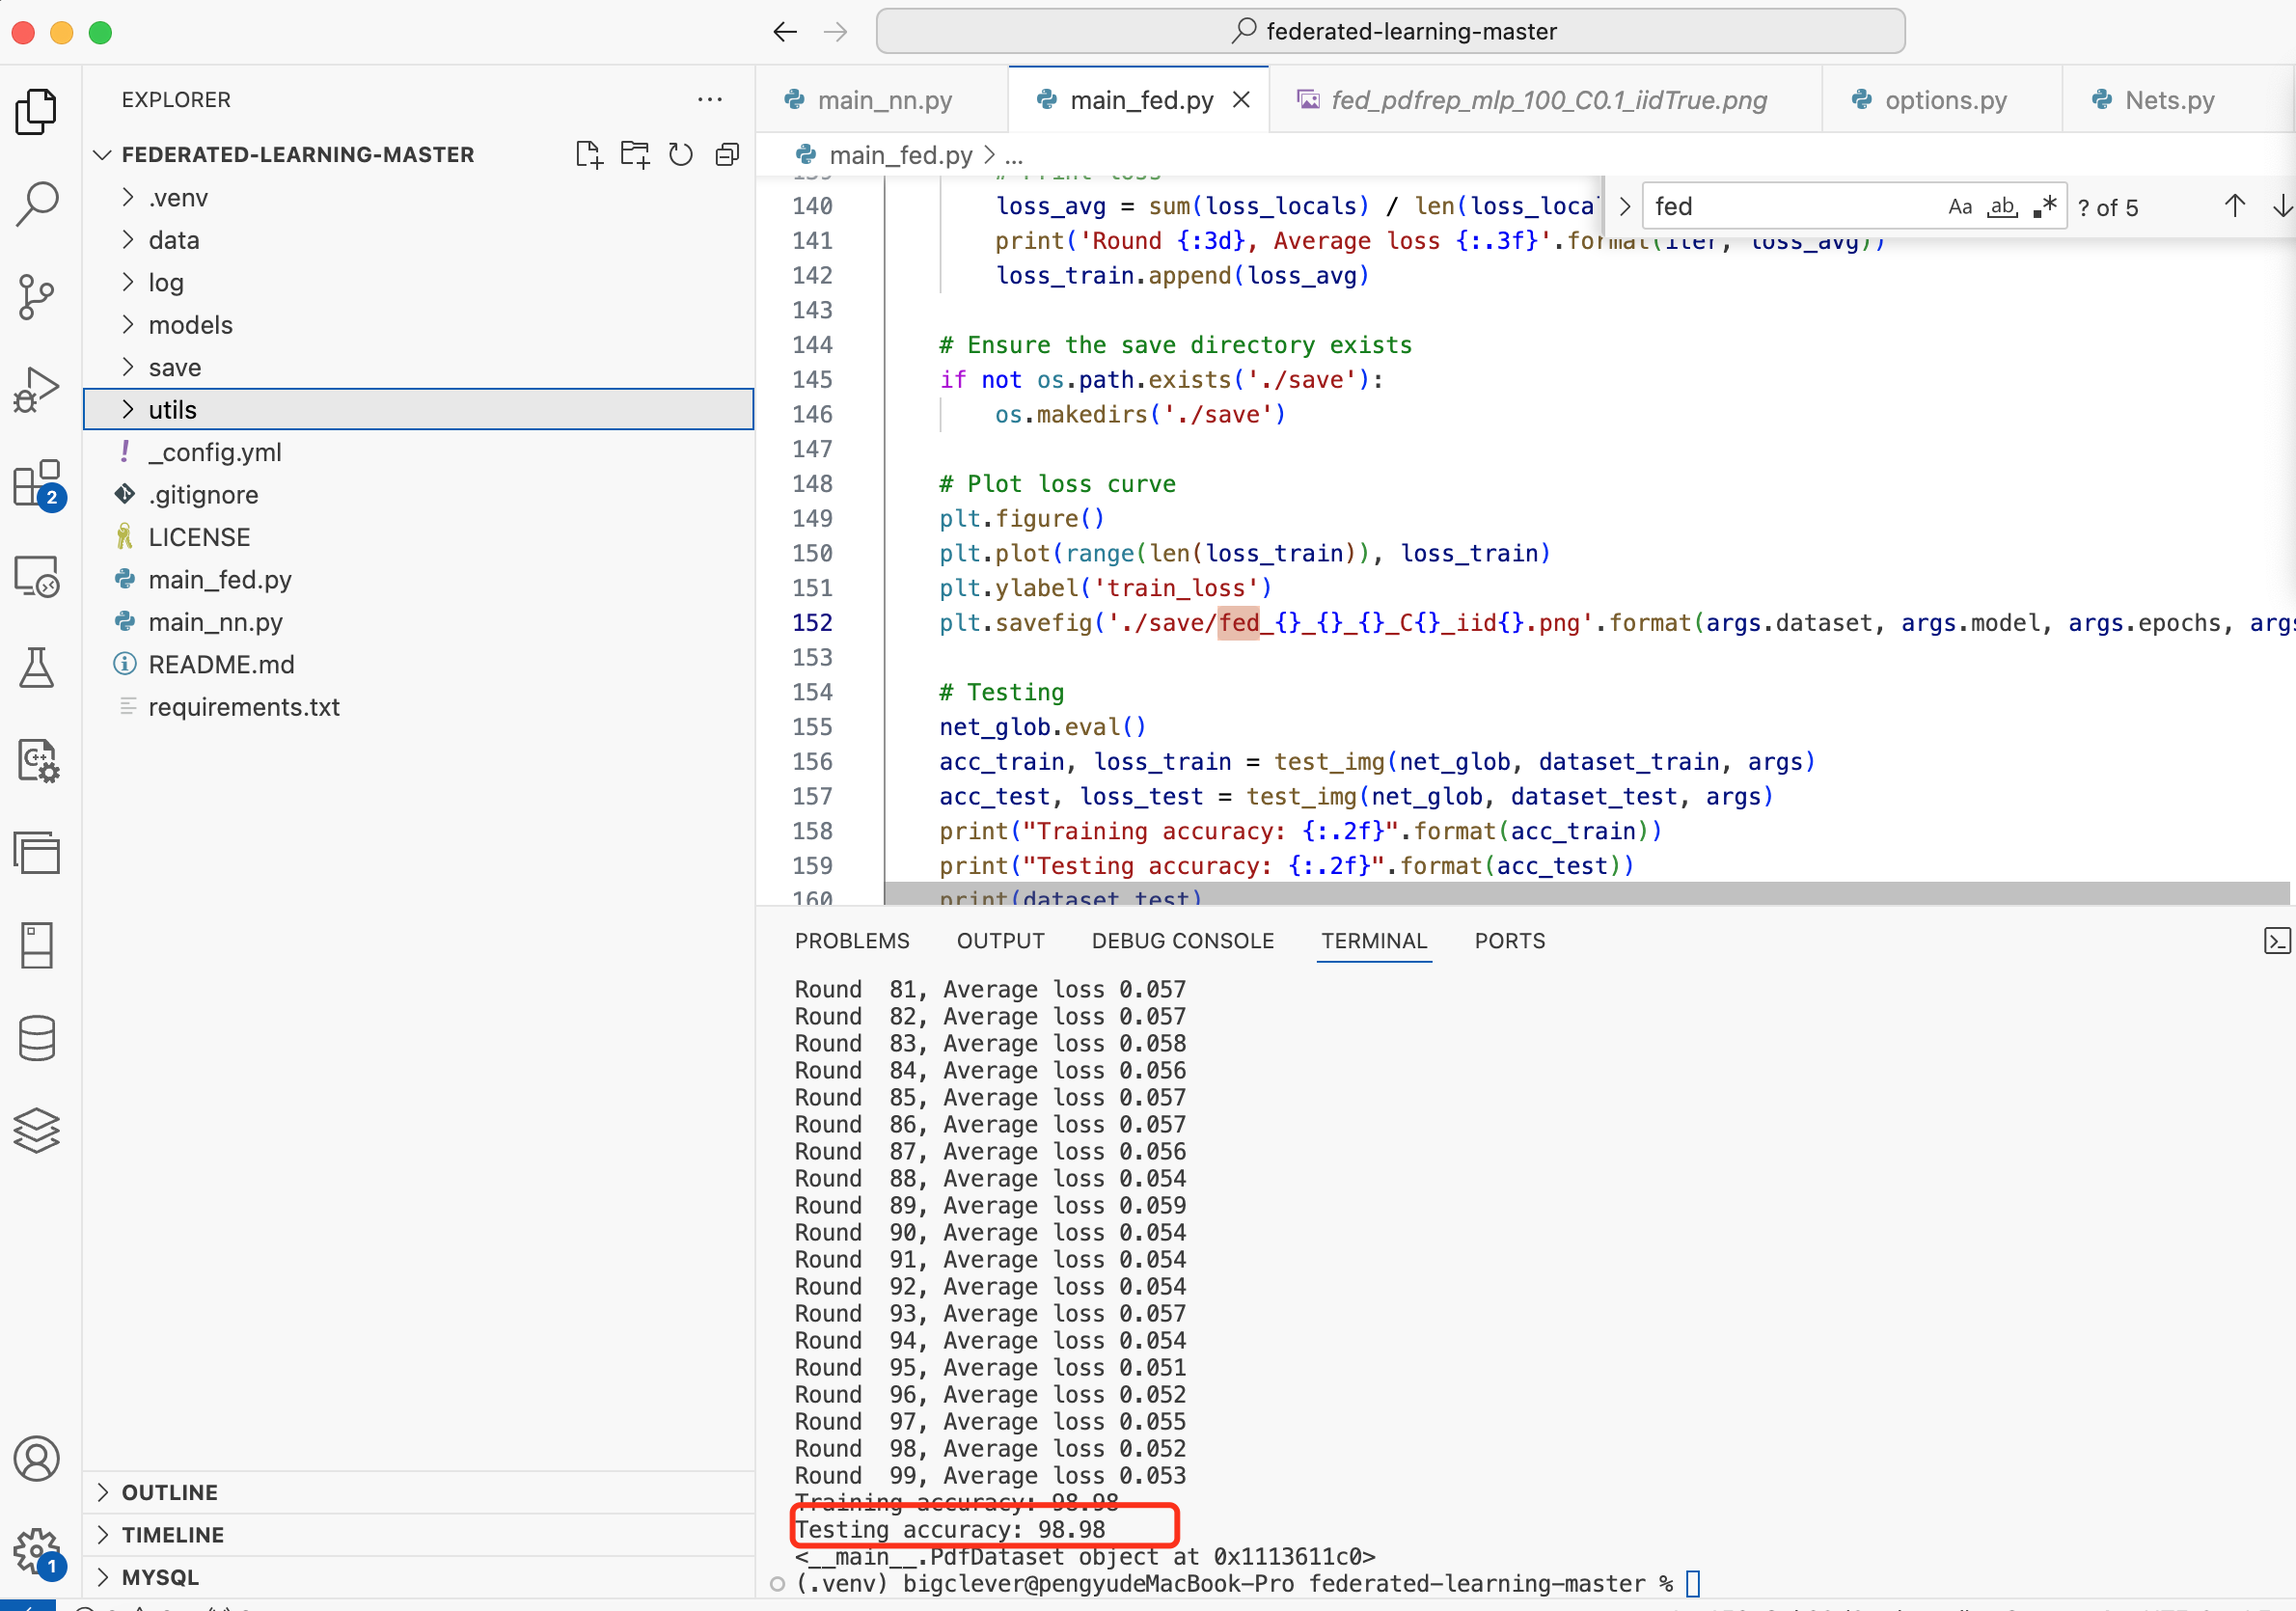 federated-learning-master
EXPLORER
FEDERATED-LEARNING-MASTER
.venv
data
log
models
save
utils
_config.yml
.gitignore
LICENSE
main_fed.py
main_nn.py
README.md
requirements.txt
OUTLINE
TIMELINE
MYSQL
2
1
main_nn.py
main_fed.py
fed_pdfrep_mlp_100_C0.1_iidTrue.png
options.py
Nets.py
main_fed.py > ...
fed
Aa
ab
? of 5
139 # Print loss
140 loss_avg = sum(loss_locals) / len(loss_loca
141 print('Round {:3d}, Average loss {:.3f}'.format(iter, loss_avg))
142 loss_train.append(loss_avg)
143
144 # Ensure the save directory exists
145 if not os.path.exists('./save'):
146 os.makedirs('./save')
147
148 # Plot loss curve
149 plt.figure()
150 plt.plot(range(len(loss_train)), loss_train)
151 plt.ylabel('train_loss')
152 plt.savefig('./save/fed_{}_{}_{}_C{}_iid{}.png'.format(args.dataset, args.model, args.epochs, args
153
154 # Testing
155 net_glob.eval()
156 acc_train, loss_train = test_img(net_glob, dataset_train, args)
157 acc_test, loss_test = test_img(net_glob, dataset_test, args)
158 print("Training accuracy: {:.2f}".format(acc_train))
159 print("Testing accuracy: {:.2f}".format(acc_test))
160 print(dataset_test)
PROBLEMS OUTPUT DEBUG CONSOLE TERMINAL PORTS
Round 81, Average loss 0.057
Round 82, Average loss 0.057
Round 83, Average loss 0.058
Round 84, Average loss 0.056
Round 85, Average loss 0.057
Round 86, Average loss 0.057
Round 87, Average loss 0.056
Round 88, Average loss 0.054
Round 89, Average loss 0.059
Round 90, Average loss 0.054
Round 91, Average loss 0.054
Round 92, Average loss 0.054
Round 93, Average loss 0.057
Round 94, Average loss 0.054
Round 95, Average loss 0.051
Round 96, Average loss 0.052
Round 97, Average loss 0.055
Round 98, Average loss 0.052
Round 99, Average loss 0.053
Training accuracy: 98.98
Testing accuracy: 98.98
<__main__.PdfDataset object at 0x1113611c0>
(.venv) bigclever@pengyudeMacBook-Pro federated-learning-master %